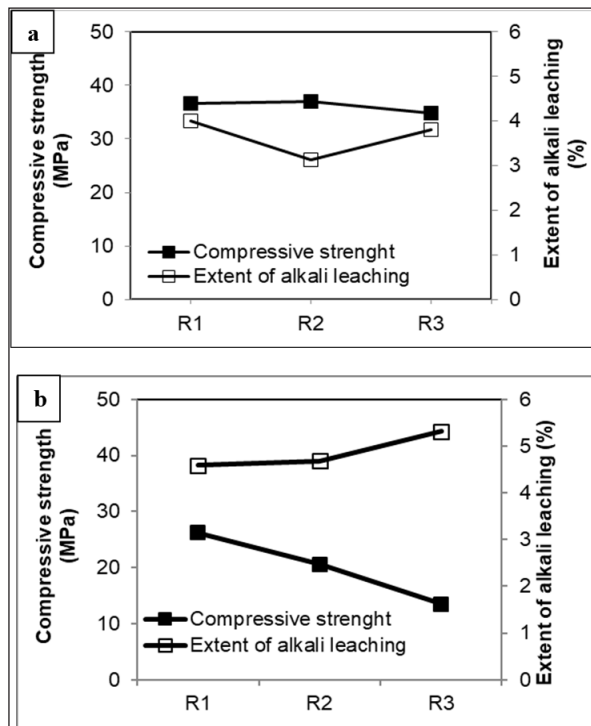 a
Compressive strength
(MPa)
50
40
30
20
10
0
6
5
4
3
2
1
0
Extent of alkali leaching
(%)
Compressive strenght
Extent of alkali leaching
R1 R2 R3
b
Compressive strength
(MPa)
50
40
30
20
10
0
6
5
4
3
2
1
0
Extent of alkali leaching (%)
Compressive strenght
Extent of alkali leaching
R1 R2 R3